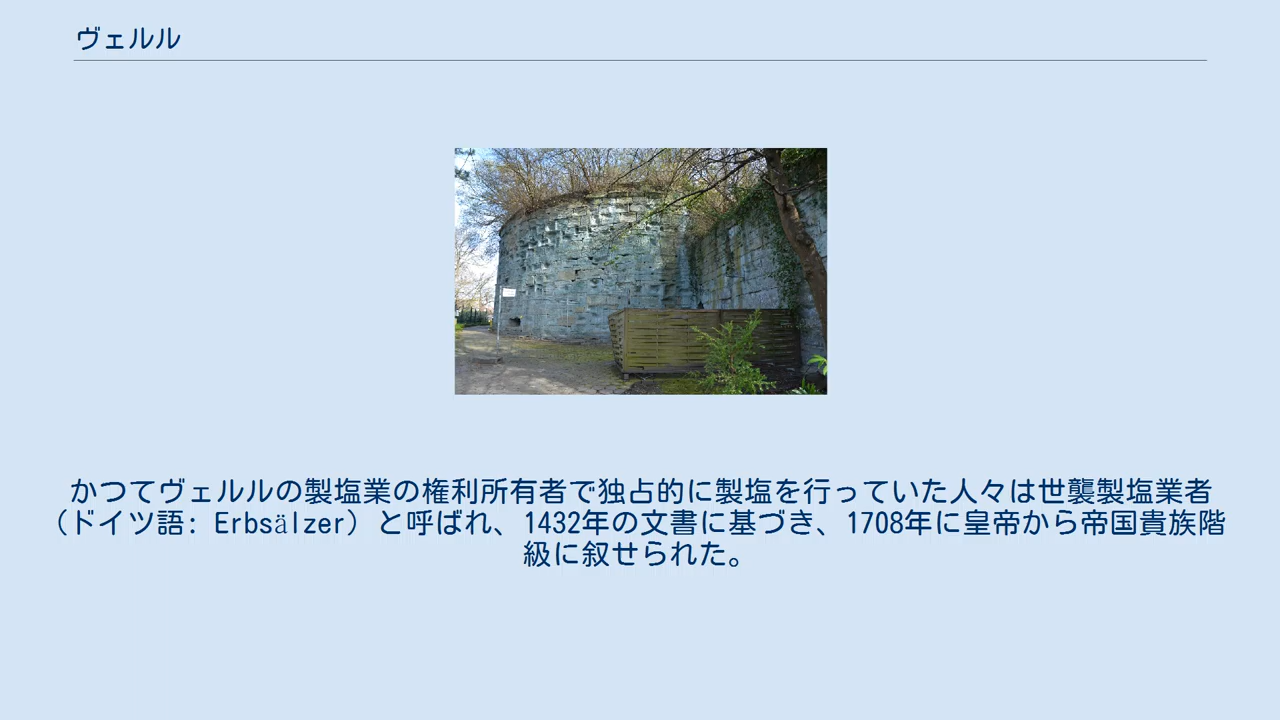 ヴェルル
かつてヴェルルの製塩業の権利所有者で独占的に製塩を行っていた人々は世襲製塩業者
（ドイツ語: Erbsälzer）と呼ばれ、1432年の文書に基づき、1708年に皇帝から帝国貴族階
級に叙せられた。